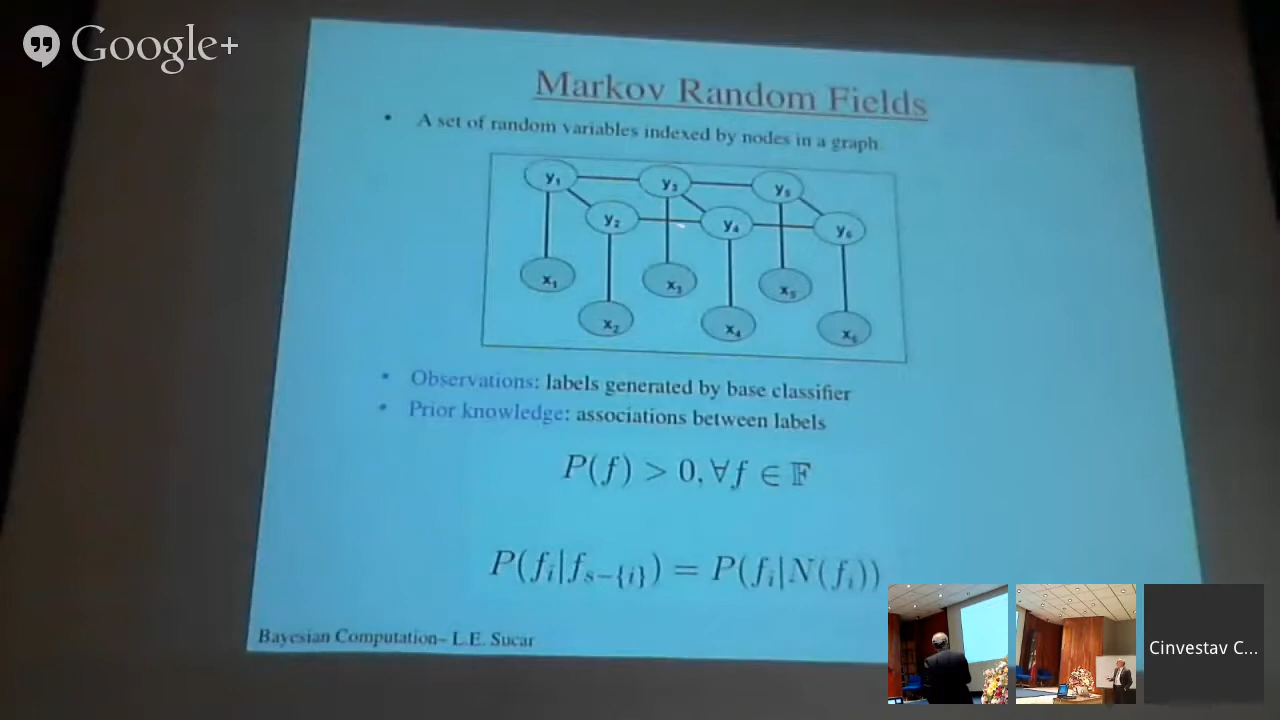 Google+
Markov Random Fields
• A set of random variables indexed by nodes in a graph
y₁ y₃ y₅
y₂ y₄ y₆
x₁ x₃ x₅
x₂ x₄ x₆
• Observations: labels generated by base classifier
• Prior knowledge: associations between labels
P(f) > 0, ∀f ∈ 𝔽
P(fᵢ|fₛ₋{ᵢ}) = P(fᵢ|N(fᵢ))
Bayesian Computation– L.E. Sucar
Cinvestav C...